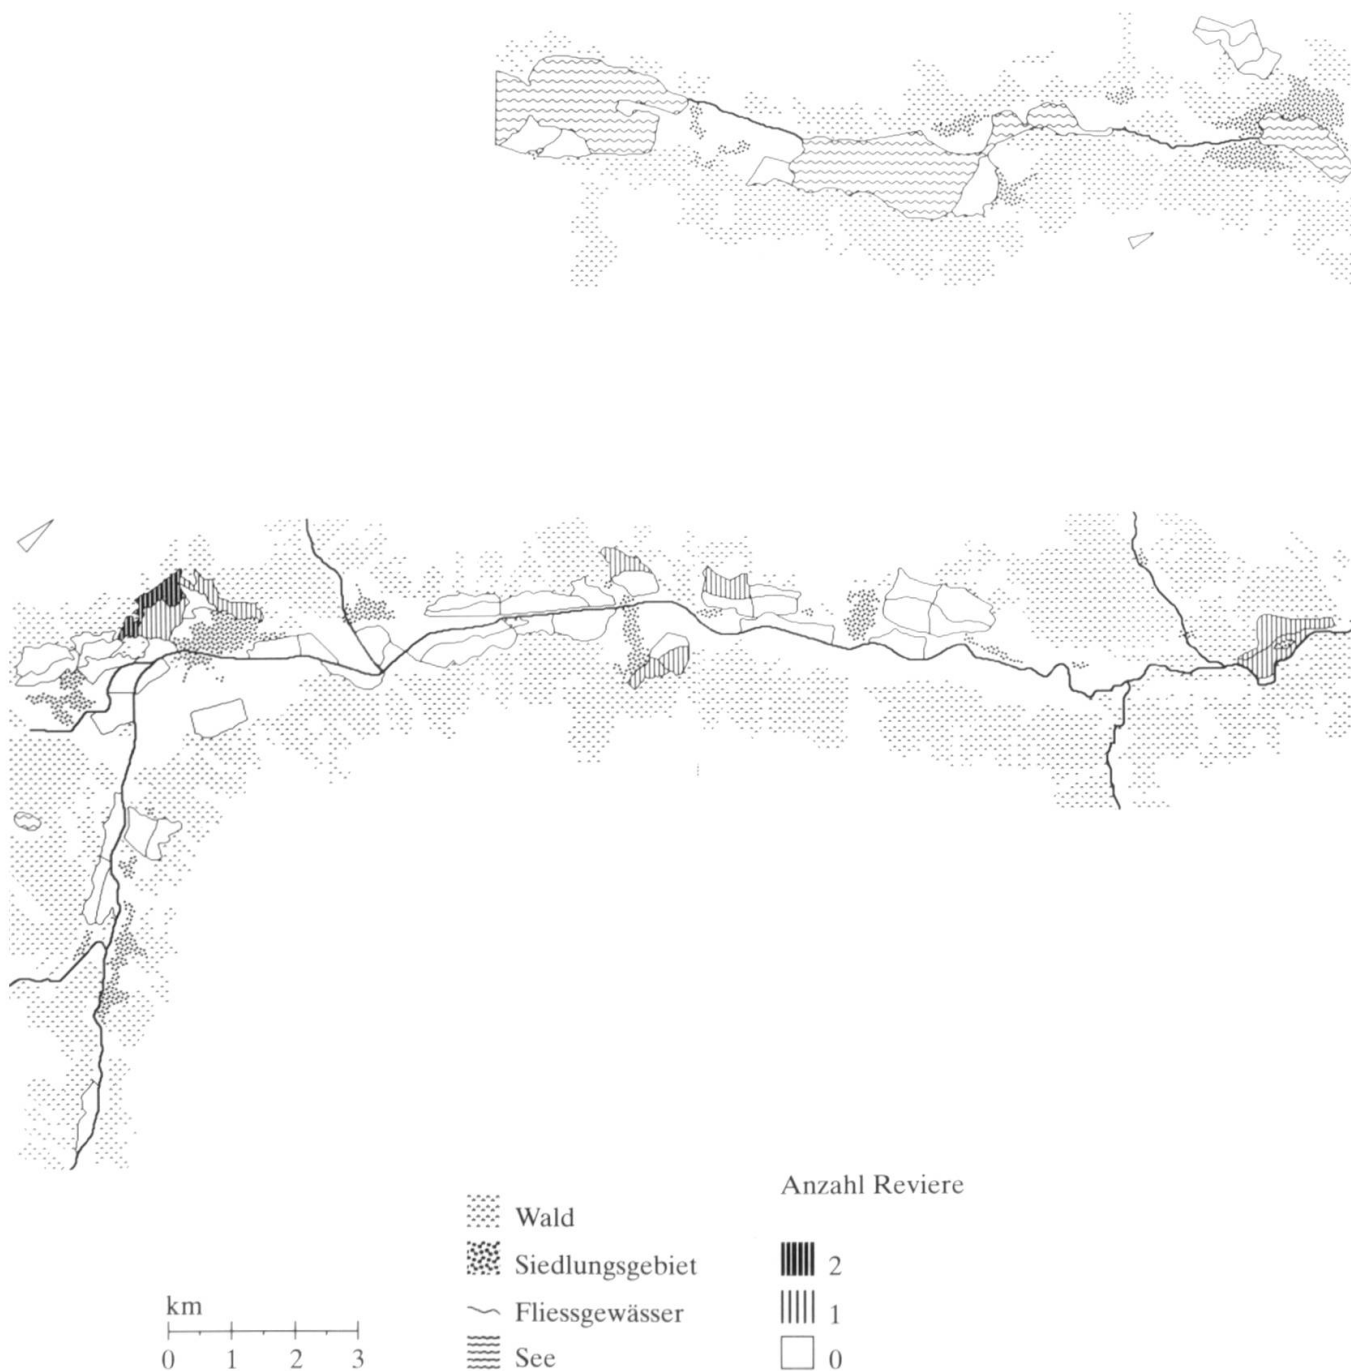 Anzahl Reviere
Wald
Siedlungsgebiet
2
km
Fliessgewässer
1
0 1 2 3
See
0